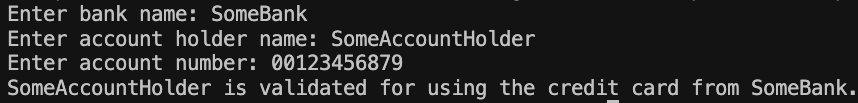 Enter bank name: SomeBank
Enter account holder name: SomeAccountHolder
Enter account number: 00123456879
SomeAccountHolder is validated for using the credit card from SomeBank.